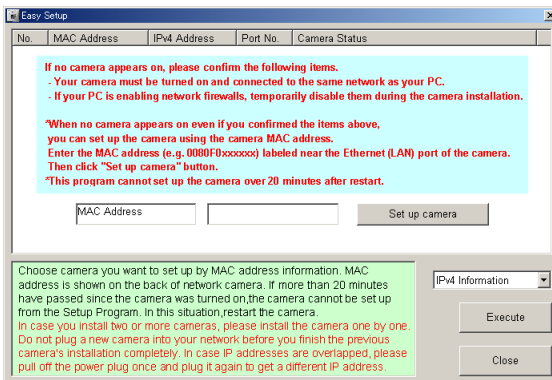 Easy Setup
No. MAC Address IPv4 Address Port No. Camera Status
If no camera appears on, please confirm the following items.
- Your camera must be turned on and connected to the same network as your PC.
- If your PC is enabling network firewalls, temporarily disable them during the camera installation.
*When no camera appears on even if you confirmed the items above,
you can set up the camera using the camera MAC address.
Enter the MAC address (e.g. 0080F0xxxxxx) labeled near the Ethernet (LAN) port of the camera.
Then click "Set up camera" button.
*This program cannot set up the camera over 20 minutes after restart.
MAC Address Set up camera
Choose camera you want to set up by MAC address information. MAC
address is shown on the back of network camera. If more than 20 minutes
have passed since the camera was turned on,the camera cannot be set up
from the Setup Program. In this situation,restart the camera.
In case you install two or more cameras, please install the camera one by one.
Do not plug a new camera into your network before you finish the previous
camera's installation completely. In case IP addresses are overlapped, please
pull off the power plug once and plug it again to get a different IP address.
IPv4 Information
Execute
Close